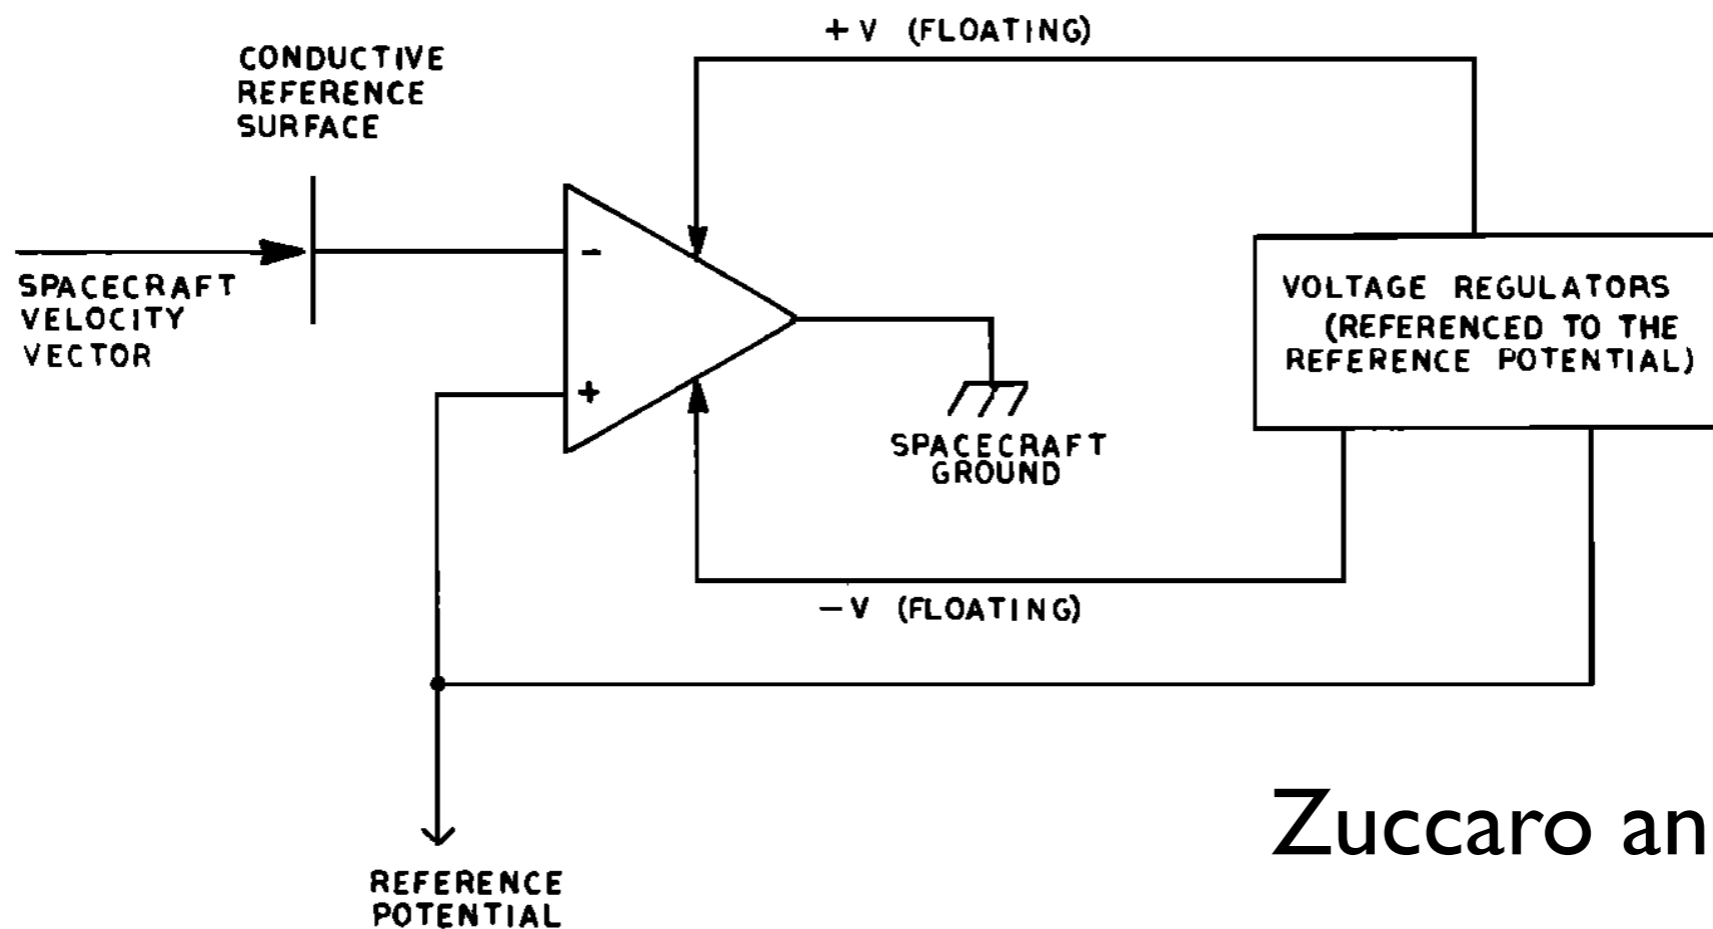 +V (FLOATING)
CONDUCTIVE
REFERENCE
SURFACE
-
SPACECRAFT
VELOCITY
VECTOR
+
VOLTAGE REGULATORS
(REFERENCED TO THE
REFERENCE POTENTIAL)
SPACECRAFT
GROUND
-V (FLOATING)
Zuccaro an
REFERENCE
POTENTIAL